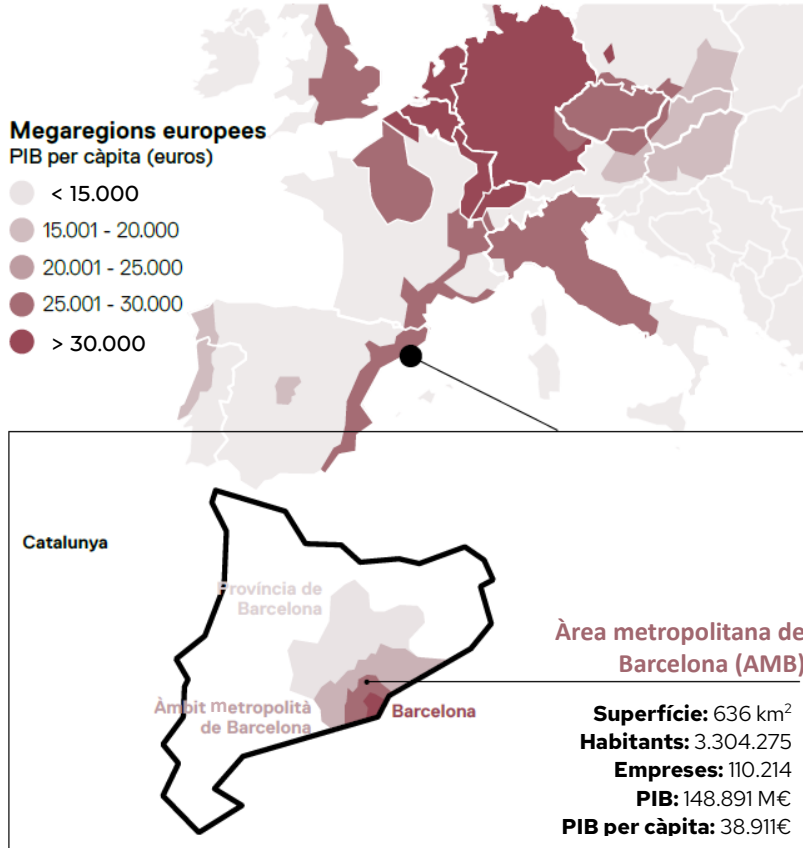 Megaregions europees
PIB per càpita (euros)
< 15.000
15.001 - 20.000
20.001 - 25.000
25.001 - 30.000
> 30.000
Catalunya
Província de
Barcelona
Àmbit metropolità
de Barcelona
Barcelona
Àrea metropolitana de
Barcelona (AMB)
Superfície: 636 km²
Habitants: 3.304.275
Empreses: 110.214
PIB: 148.891 M€
PIB per càpita: 38.911€